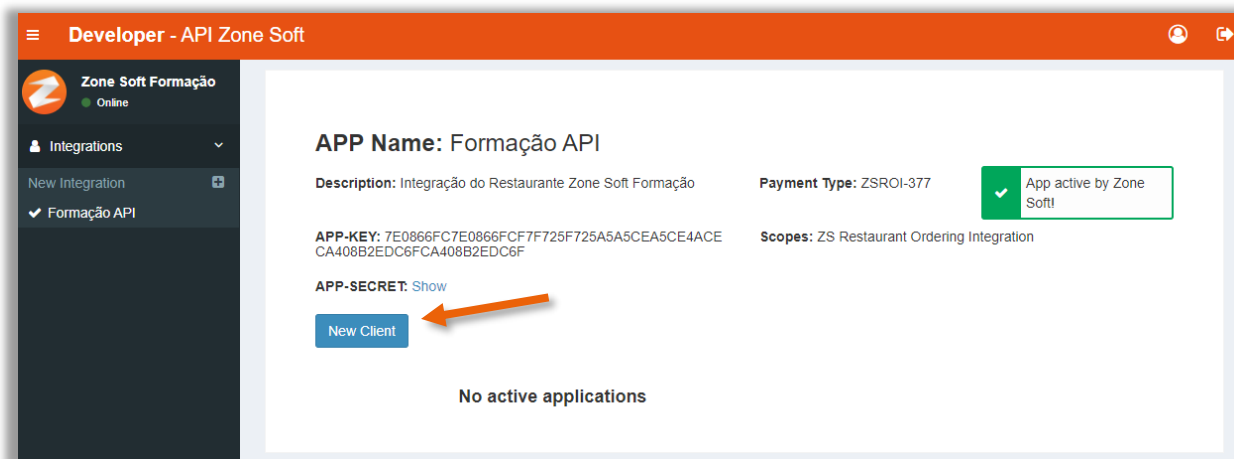 Developer - API Zone Soft
Zone Soft Formação
Online
Integrations
New Integration
Formação API
APP Name: Formação API
Description: Integração do Restaurante Zone Soft Formação
Payment Type: ZSROI-377
App active by Zone
Soft!
APP-KEY: 7E0866FC7E0866FCF7F725F725A5A5CEA5CE4ACE
CA408B2EDC6FCA408B2EDC6F
Scopes: ZS Restaurant Ordering Integration
APP-SECRET: Show
New Client
No active applications